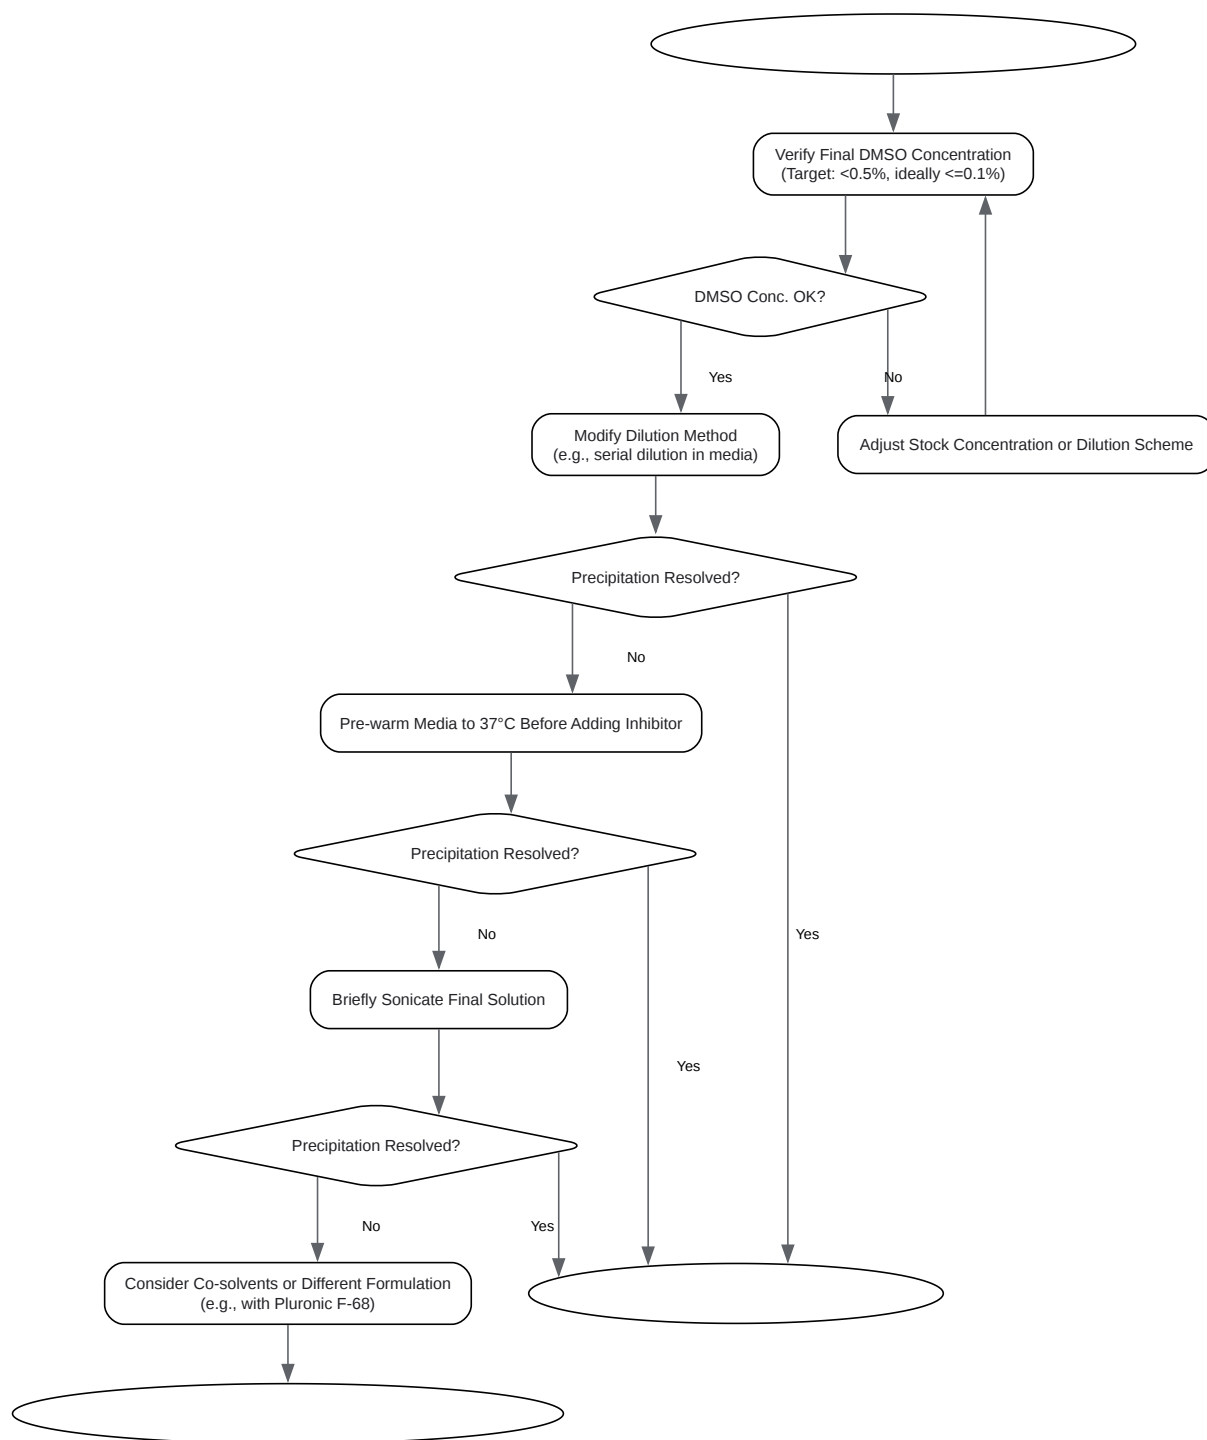 Verify Final DMSO Concentration
(Target: <0.5%, ideally <=0.1%)
DMSO Conc. OK?
Yes
No
Modify Dilution Method
(e.g., serial dilution in media)
Adjust Stock Concentration or Dilution Scheme
Precipitation Resolved?
No
Pre-warm Media to 37°C Before Adding Inhibitor
Precipitation Resolved?
No
Yes
Briefly Sonicate Final Solution
Yes
Precipitation Resolved?
No
Yes
Consider Co-solvents or Different Formulation
(e.g., with Pluronic F-68)